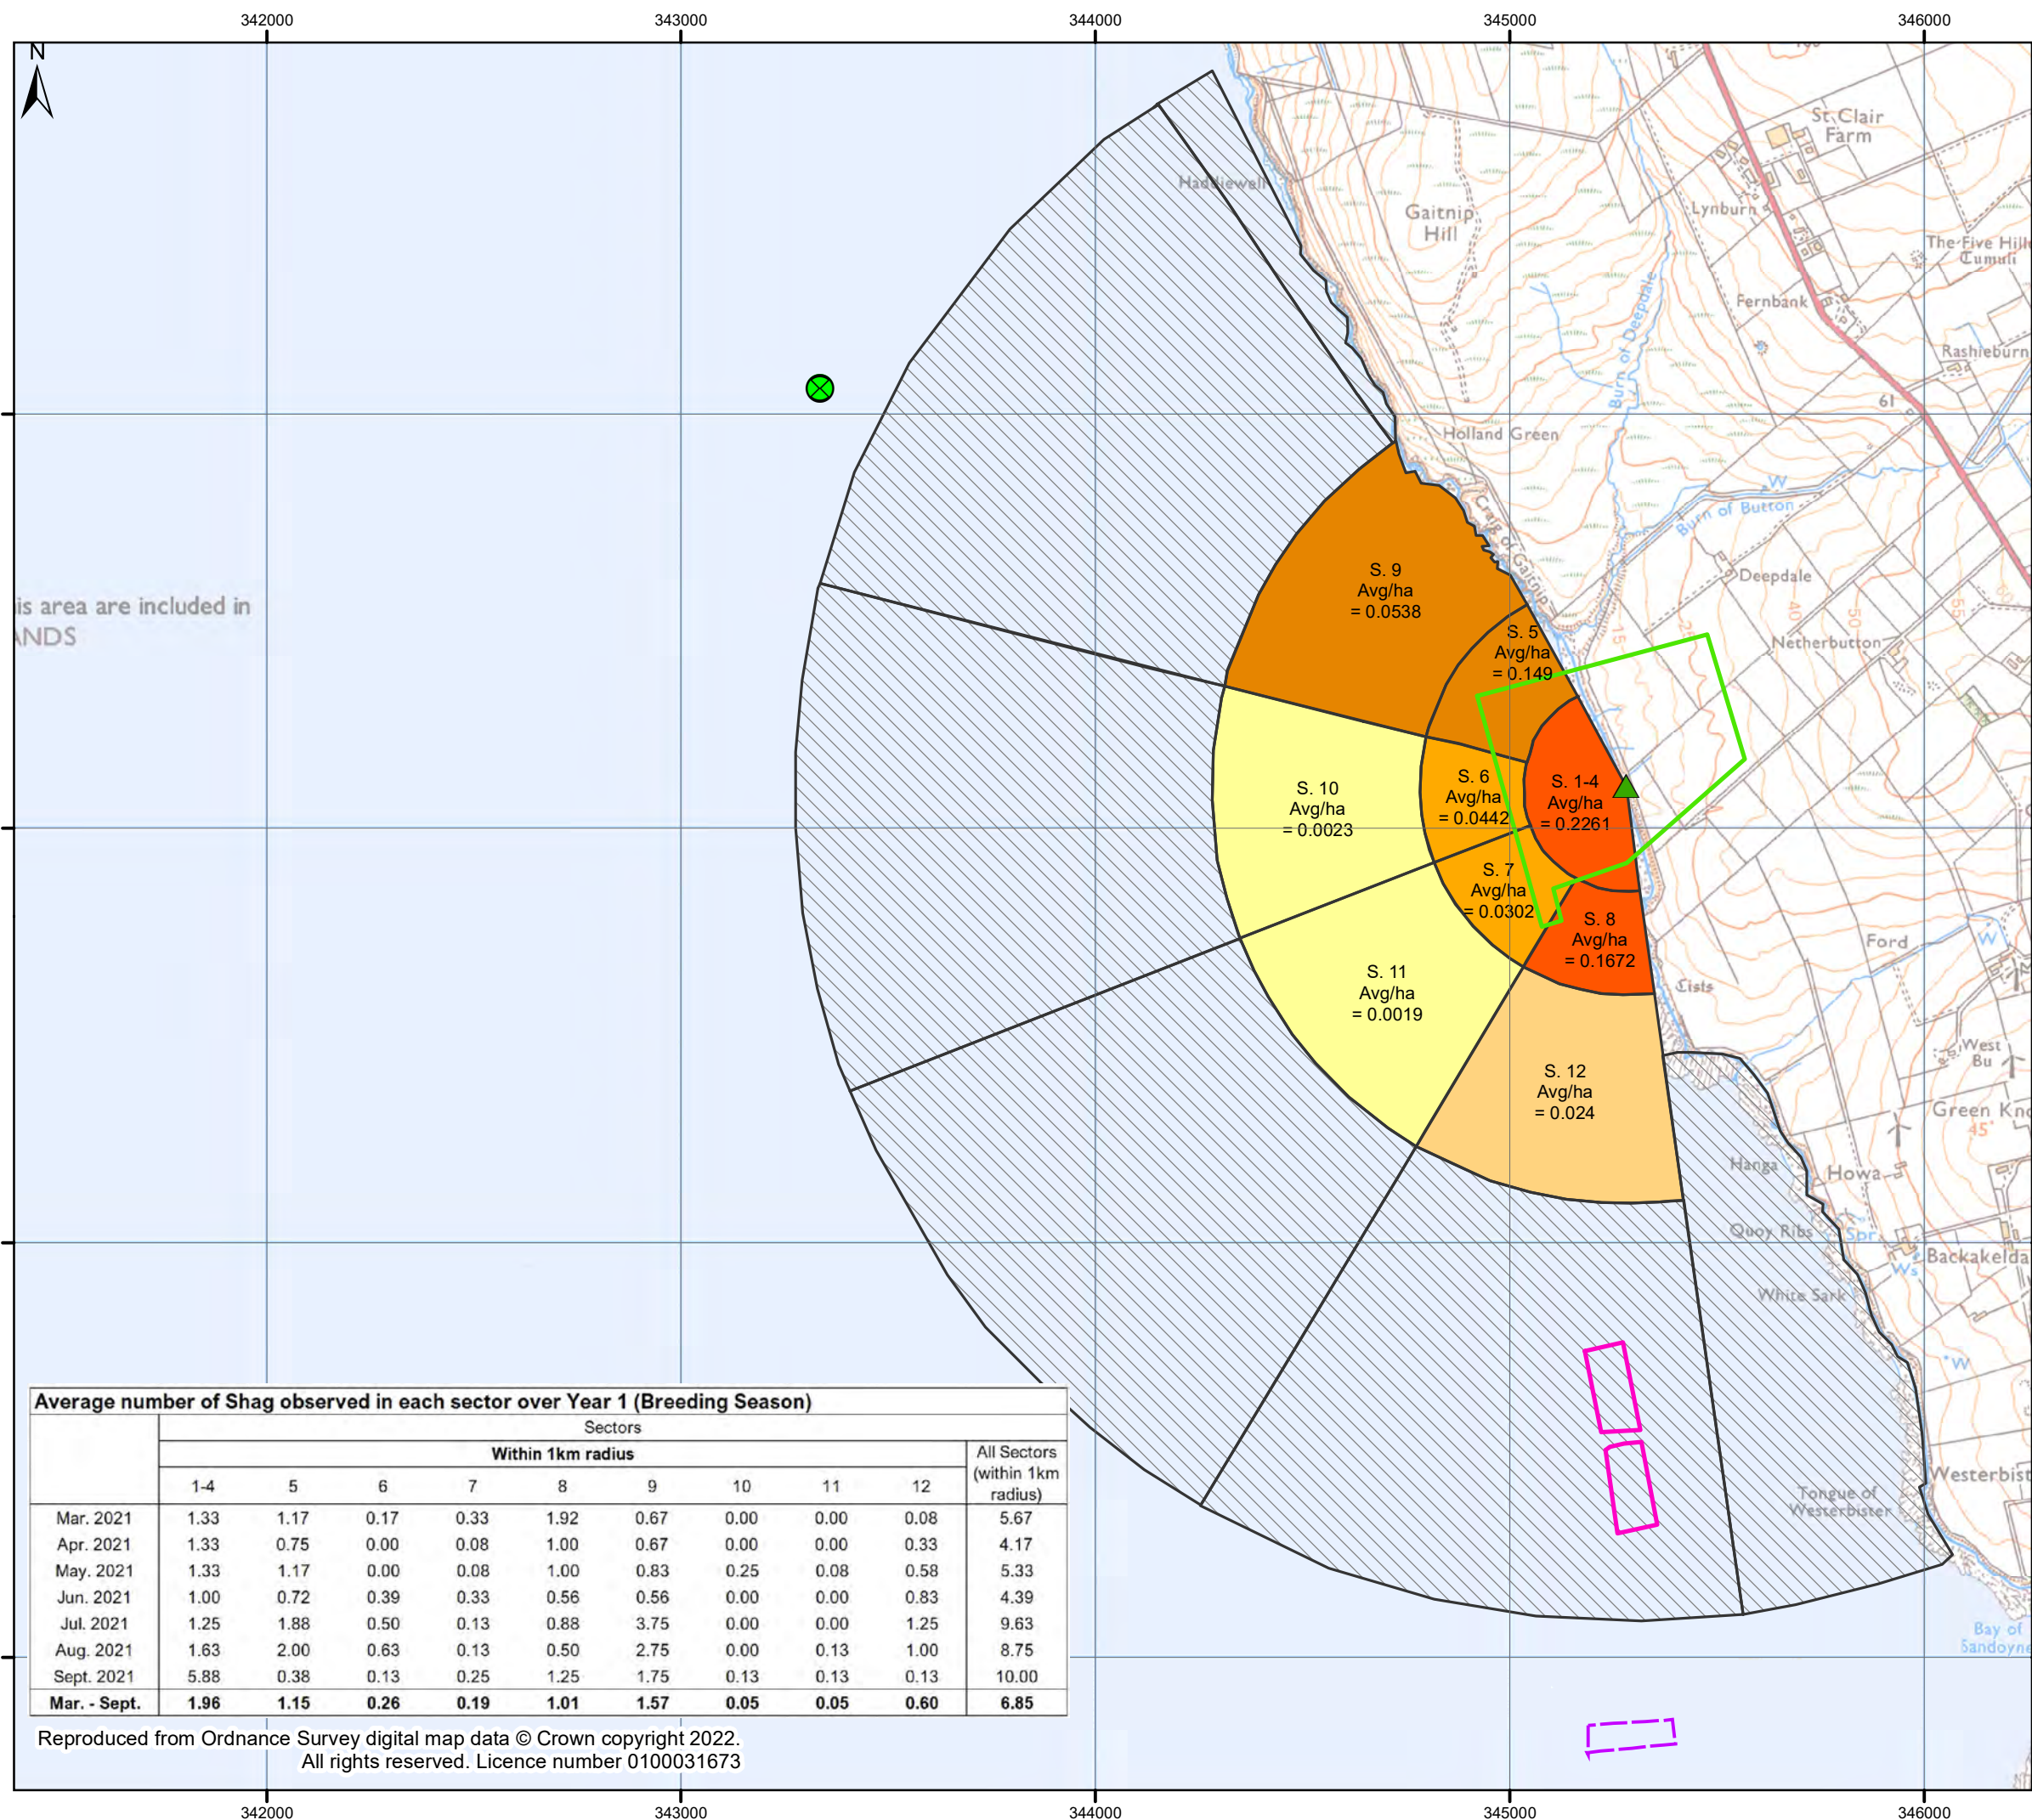 342000 343000 344000 345000 346000
N
St Clair
Farm
Haddiewell
Gaitnip
Hill
Lynburn
The Five Hill
Tumuli
Burn of Deepdale
Fernbank
Rashieburn
61
Holland Green
W
Burn of Button
Craig of Gaitnip
S. 9
Avg/ha
= 0.0538
Deepdale
is area are included in
ANDS
40
50
55
60
15
25
S. 5
Avg/ha
= 0.149
Netherbutton
S. 6
Avg/ha
= 0.0442
S. 1-4
Avg/ha
= 0.2261
S. 10
Avg/ha
= 0.0023
S. 7
Avg/ha
= 0.0302
S. 8
Avg/ha
= 0.1672
Ford
W
S. 11
Avg/ha
= 0.0019
Cists
West
Bu
S. 12
Avg/ha
= 0.024
Green Kno
45
Hanga
Howa
Quoy Ribs
Spr
Backakelda
Ws
White Sark
W
Westerbist
Tongue of
Westerbister
Bay of
Sandoyne
Average number of Shag observed in each sector over Year 1 (Breeding Season)
Sectors
Within 1km radius
All Sectors
(within 1km
radius)
1-4 5 6 7 8 9 10 11 12
Mar. 2021 1.33 1.17 0.17 0.33 1.92 0.67 0.00 0.00 0.08 5.67
Apr. 2021 1.33 0.75 0.00 0.08 1.00 0.67 0.00 0.00 0.33 4.17
May. 2021 1.33 1.17 0.00 0.08 1.00 0.83 0.25 0.08 0.58 5.33
Jun. 2021 1.00 0.72 0.39 0.33 0.56 0.56 0.00 0.00 0.83 4.39
Jul. 2021 1.25 1.88 0.50 0.13 0.88 3.75 0.00 0.00 1.25 9.63
Aug. 2021 1.63 2.00 0.63 0.13 0.50 2.75 0.00 0.13 1.00 8.75
Sept. 2021 5.88 0.38 0.13 0.25 1.25 1.75 0.13 0.13 0.13 10.00
Mar. - Sept. 1.96 1.15 0.26 0.19 1.01 1.57 0.05 0.05 0.60 6.85
Reproduced from Ordnance Survey digital map data © Crown copyright 2022.
All rights reserved. Licence number 0100031673
342000 343000 344000 345000 346000